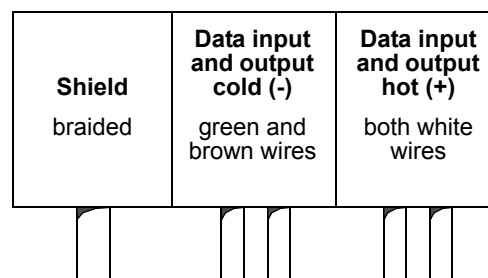 Shield
braided
Data input
and output
cold (-)
green and
brown wires
Data input
and output
hot (+)
both white
wires